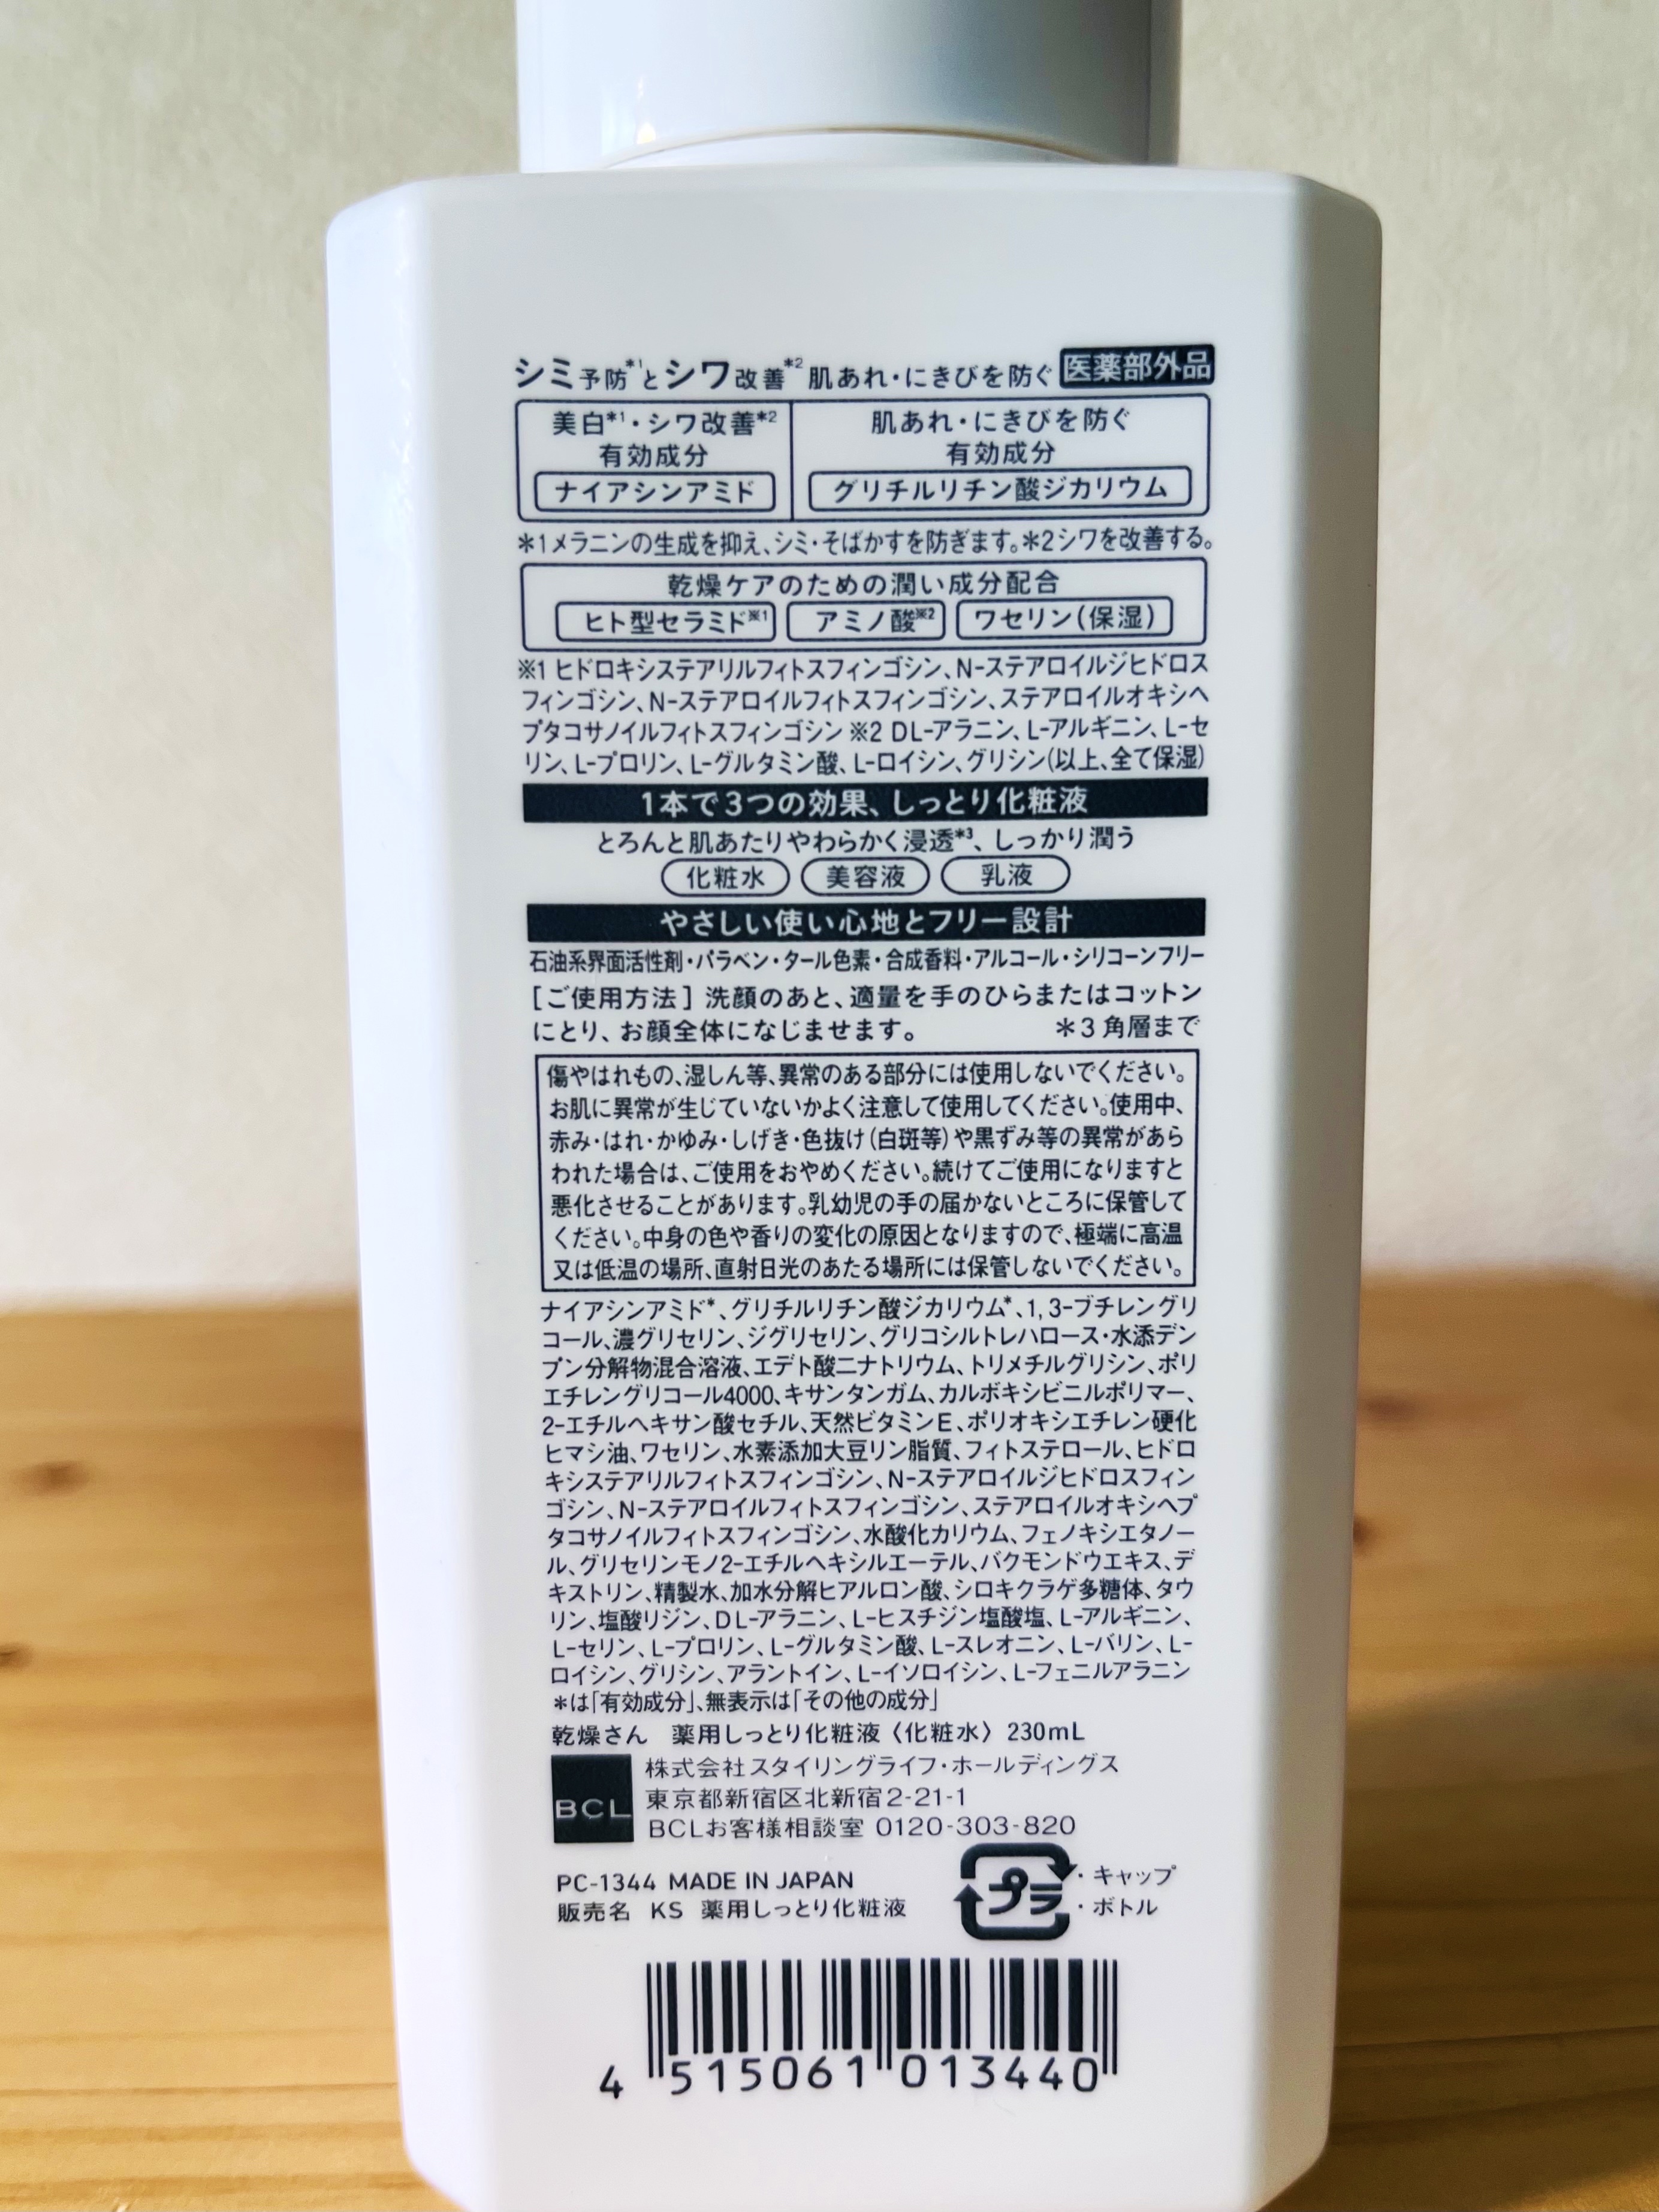 シミ予防*1とシワ改善*2 肌あれ・にきびを防ぐ 医薬部外品
美白*1・シワ改善*2 有効成分 ナイアシンアミド
肌あれ・にきびを防ぐ 有効成分 グリチルリチン酸ジカリウム
*1メラニンの生成を抑え、シミ・そばかすを防ぎます。*2シワを改善する。
乾燥ケアのための潤い成分配合
ヒト型セラミド※1 アミノ酸※2 ワセリン(保湿)
※1 ヒドロキシステアリルフィトスフィンゴシン、N-ステアロイルジヒドロス
フィンゴシン、N-ステアロイルフィトスフィンゴシン、ステアロイルオキシヘ
プタコサノイルフィトスフィンゴシン ※2 DL-アラニン、L-アルギニン、L-セ
リン、L-プロリン、L-グルタミン酸、L-ロイシン、グリシン(以上、全て保湿)
1本で3つの効果、しっとり化粧液
とろんと肌あたりやわらかく浸透*3、しっかり潤う
化粧水 美容液 乳液
やさしい使い心地とフリー設計
石油系界面活性剤・パラベン・タール色素・合成香料・アルコール・シリコーンフリー
[ご使用方法] 洗顔のあと、適量を手のひらまたはコットン
にとり、お顔全体になじませます。 *3 角層まで
傷やはれもの、湿しん等、異常のある部分には使用しないでください。
お肌に異常が生じていないかよく注意して使用してください。使用中、
赤み・はれ・かゆみ・しげき・色抜け(白斑等)や黒ずみ等の異常があら
われた場合は、ご使用をおやめください。続けてご使用になりますと
悪化させることがあります。乳幼児の手の届かないところに保管して
ください。中身の色や香りの変化の原因となりますので、極端に高温
又は低温の場所、直射日光のあたる場所には保管しないでください。
ナイアシンアミド*、グリチルリチン酸ジカリウム*、1,3-ブチレングリ
コール、濃グリセリン、ジグリセリン、グリコシルトレハロース・水添デン
プン分解物混合溶液、エデト酸二ナトリウム、トリメチルグリシン、ポリ
エチレングリコール4000、キサンタンガム、カルボキシビニルポリマー、
2-エチルヘキサン酸セチル、天然ビタミンE、ポリオキシエチレン硬化
ヒマシ油、ワセリン、水素添加大豆リン脂質、フィトステロール、ヒドロ
キシステアリルフィトスフィンゴシン、N-ステアロイルジヒドロスフィン
ゴシン、N-ステアロイルフィトスフィンゴシン、ステアロイルオキシヘプ
タコサノイルフィトスフィンゴシン、水酸化カリウム、フェノキシエタノー
ル、グリセリンモノ2-エチルヘキシルエーテル、バクモンドウエキス、デ
キストリン、精製水、加水分解ヒアルロン酸、シロキクラゲ多糖体、タウ
リン、塩酸リジン、DL-アラニン、L-ヒスチジン塩酸塩、L-アルギニン、
L-セリン、L-プロリン、L-グルタミン酸、L-スレオニン、L-バリン、L-
ロイシン、グリシン、アラントイン、L-イソロイシン、L-フェニルアラニン
*は「有効成分」、無表示は「その他の成分」
乾燥さん 薬用しっとり化粧液〈化粧水〉230mL
BCL
株式会社スタイリングライフ・ホールディングス
東京都新宿区北新宿2-21-1
BCLお客様相談室 0120-303-820
PC-1344 MADE IN JAPAN
販売名 KS 薬用しっとり化粧液
プラ
・キャップ
・ボトル
4 515061 013440